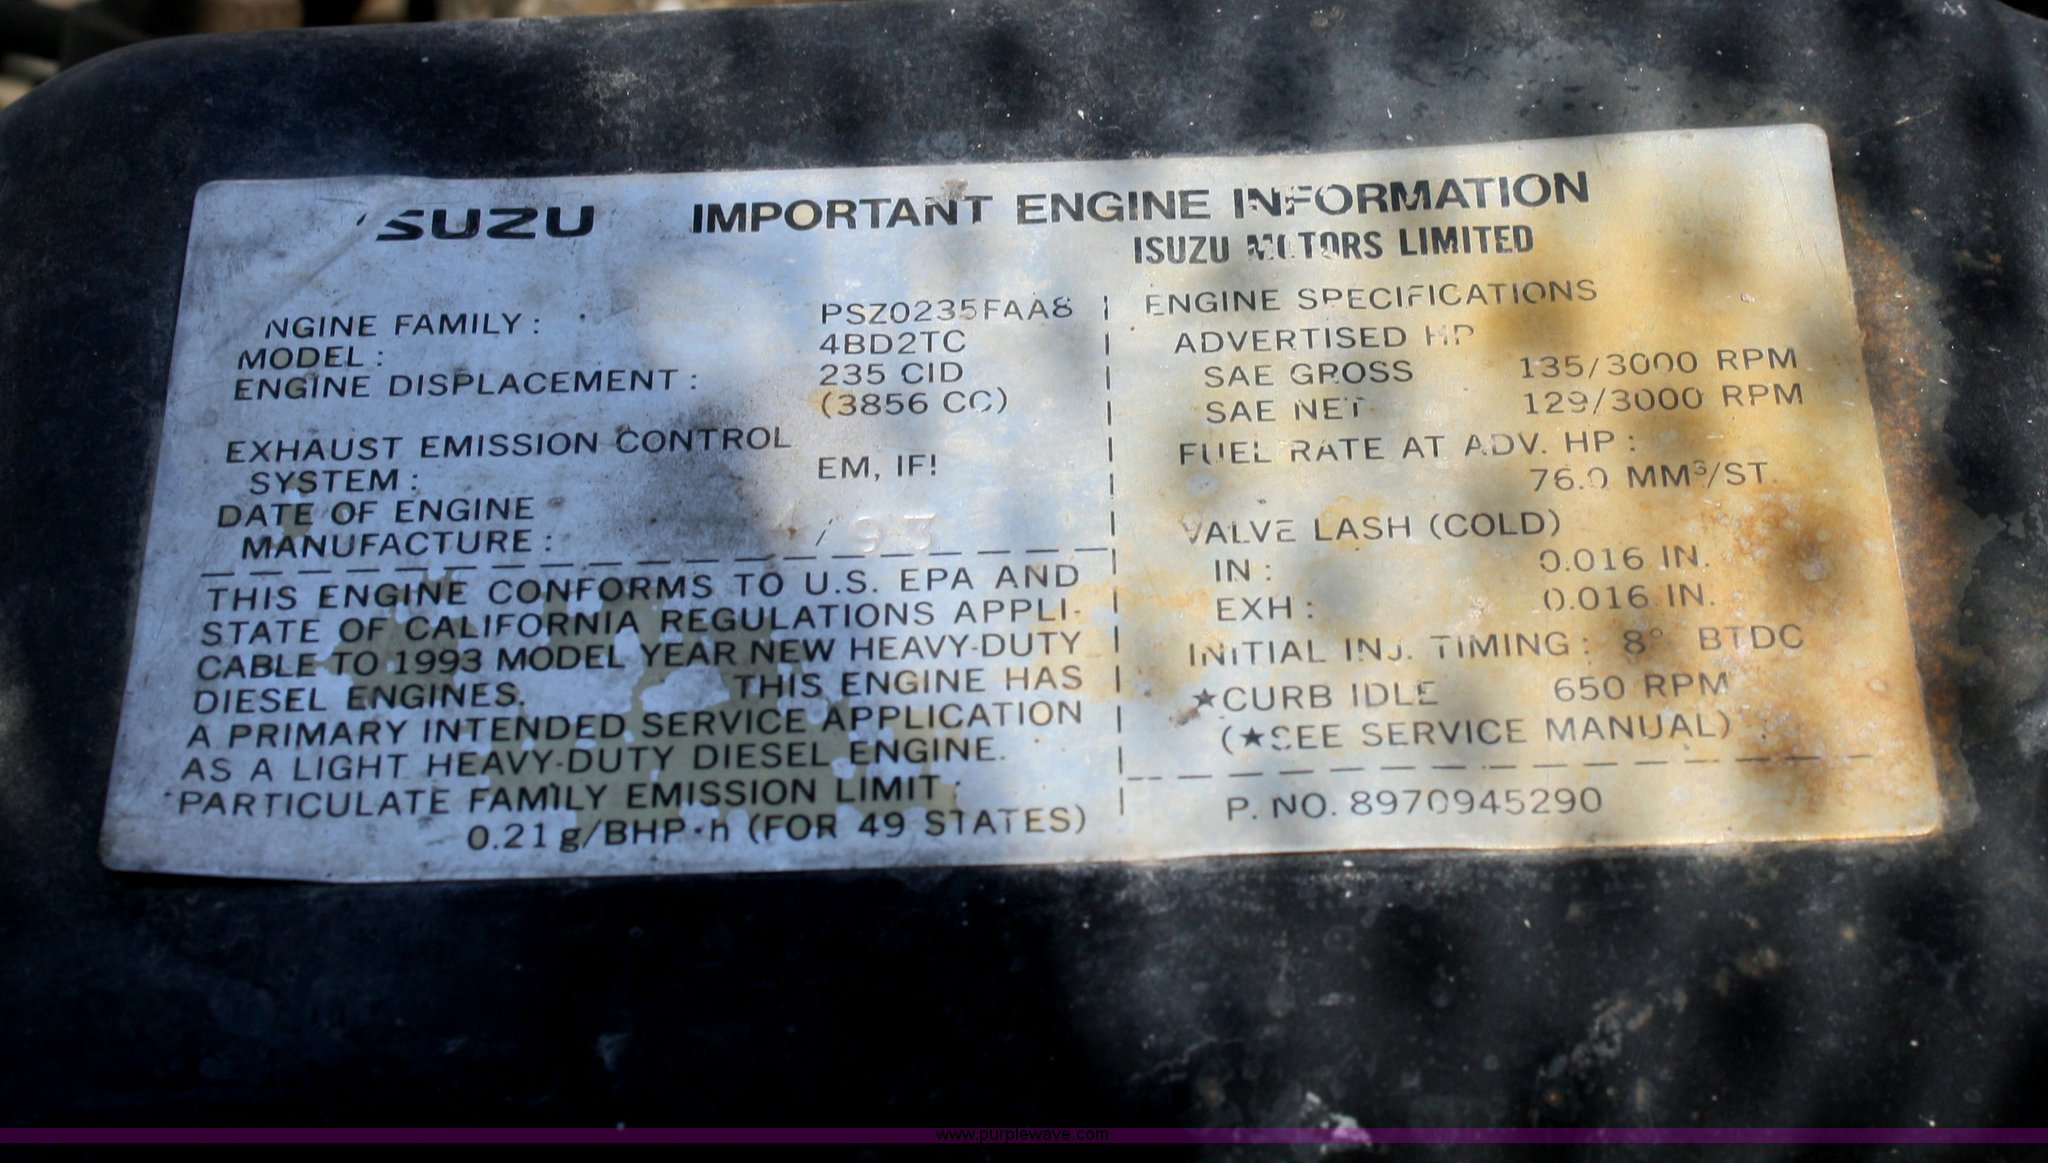 ISUZU IMPORTANT ENGINE INFORMATION
ISUZU MOTORS LIMITED
ENGINE FAMILY: PSZ0235FAA8
MODEL: 4BD2TC
ENGINE DISPLACEMENT: 235 CID
(3856 CC)
EXHAUST EMISSION CONTROL
SYSTEM: EM, IFI
DATE OF ENGINE
MANUFACTURE: / 93
THIS ENGINE CONFORMS TO U.S. EPA AND
STATE OF CALIFORNIA REGULATIONS APPLI-
CABLE TO 1993 MODEL YEAR NEW HEAVY-DUTY
DIESEL ENGINES. THIS ENGINE HAS
A PRIMARY INTENDED SERVICE APPLICATION
AS A LIGHT HEAVY-DUTY DIESEL ENGINE.
PARTICULATE FAMILY EMISSION LIMIT:
0.21 g/BHP·h (FOR 49 STATES)
ENGINE SPECIFICATIONS
ADVERTISED HP
SAE GROSS 135/3000 RPM
SAE NET 129/3000 RPM
FUEL RATE AT ADV. HP:
76.0 MM³/ST.
VALVE LASH (COLD)
IN: 0.016 IN.
EXH: 0.016 IN.
INITIAL INJ. TIMING: 8° BTDC
★CURB IDLE 650 RPM
(★SEE SERVICE MANUAL)
P. NO. 8970945290
www.purplewave.com